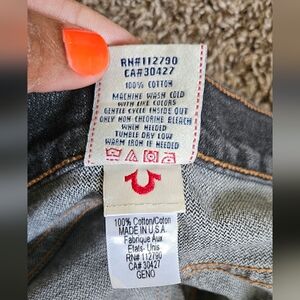 RN#112790
CA#30427
100% COTTON
MACHINE WASH COLD
WITH LIKE COLORS
GENTLE CYCLE INSIDE OUT
ONLY NON CHLORINE BLEACH
WHEN NEEDED
TUMBLE DRY LOW
WARM IRON IF NEEDED
100% Cotton/Coton
MADE IN U.S.A.
Fabrique Aux
Etats- Unis
RN# 112790
CA# 30427
GENO